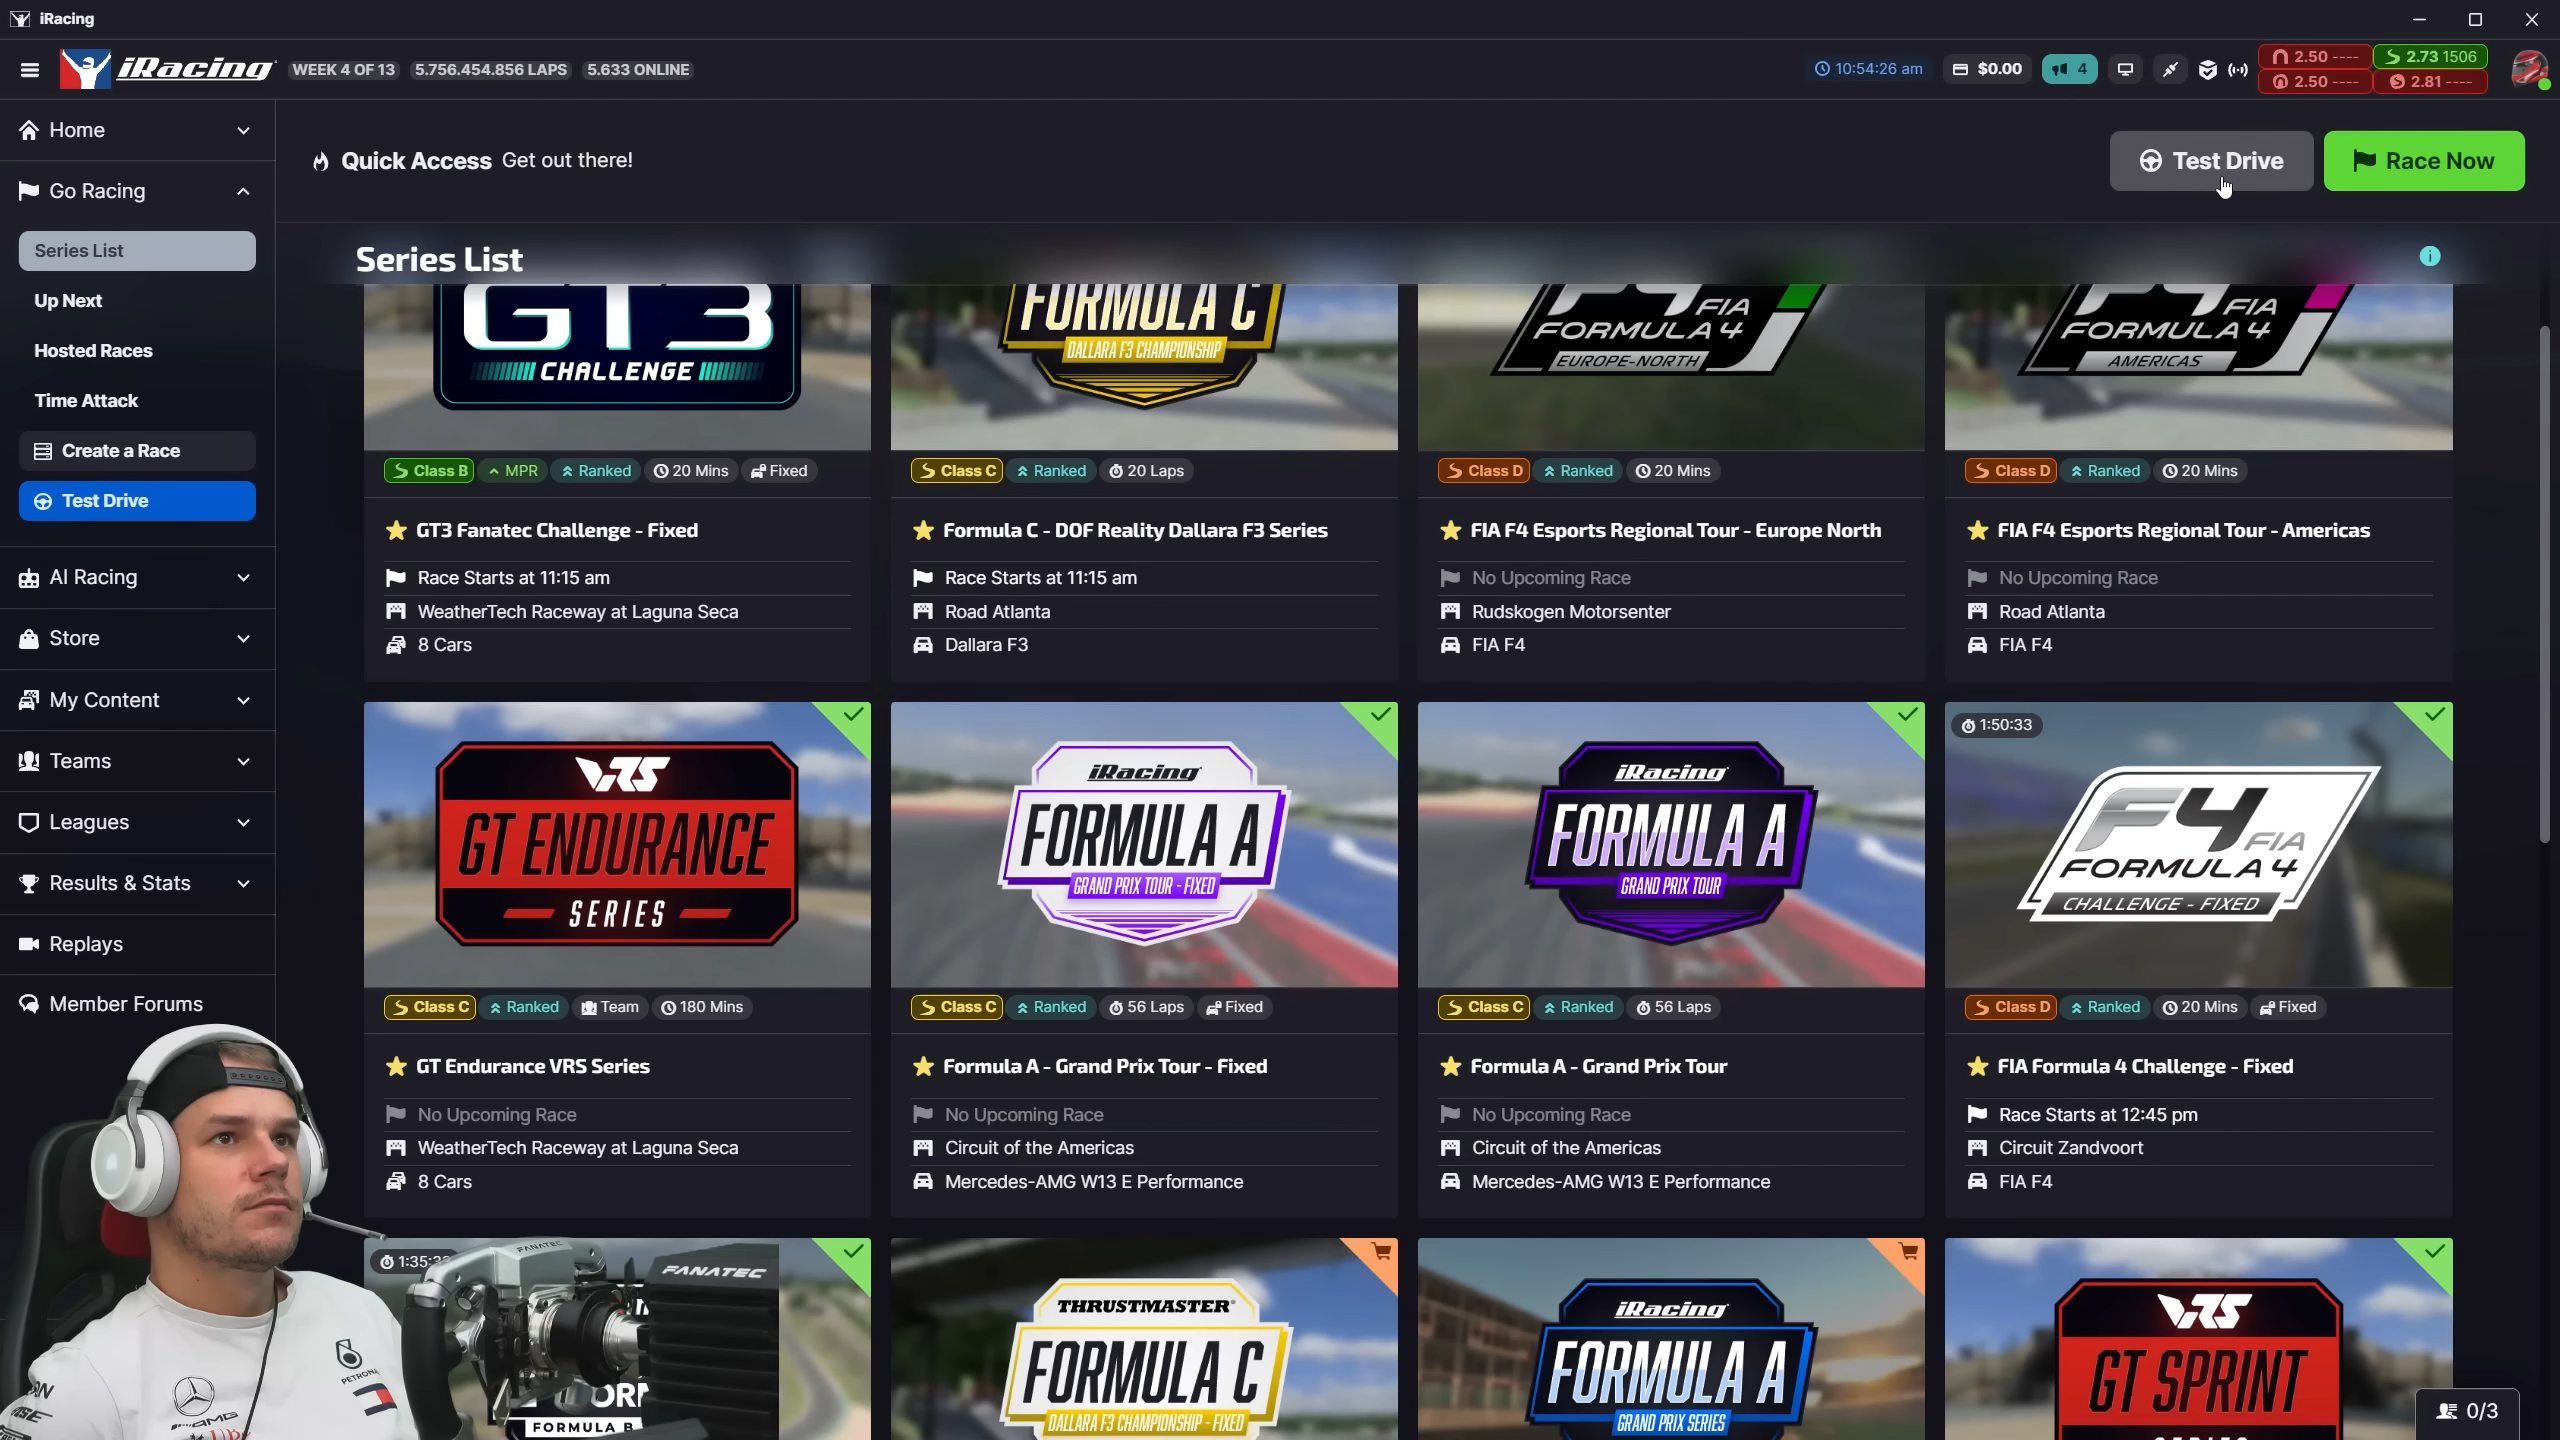 iRacing
iRacing WEEK 4 OF 13 5.756.454.856 LAPS 5.633 ONLINE 10:54:26 am $0.00 4 2.50 ---- 2.73 1506
2.50 ---- 2.81 ----
Home
Go Racing
Series List
Up Next
Hosted Races
Time Attack
Create a Race
Test Drive
AI Racing
Store
My Content
Teams
Leagues
Results & Stats
Replays
Member Forums
Quick Access Get out there! Test Drive Race Now
Series List
GT3
CHALLENGE
Class B MPR Ranked 20 Mins Fixed
GT3 Fanatec Challenge - Fixed
Race Starts at 11:15 am
WeatherTech Raceway at Laguna Seca
8 Cars
FORMULA C
DALLARA F3 CHAMPIONSHIP
Class C Ranked 20 Laps
Formula C - DOF Reality Dallara F3 Series
Race Starts at 11:15 am
Road Atlanta
Dallara F3
F4 FIA
FORMULA 4
EUROPE-NORTH
Class D Ranked 20 Mins
FIA F4 Esports Regional Tour - Europe North
No Upcoming Race
Rudskogen Motorsenter
FIA F4
F4 FIA
FORMULA 4
AMERICAS
Class D Ranked 20 Mins
FIA F4 Esports Regional Tour - Americas
No Upcoming Race
Road Atlanta
FIA F4
VRS
GT ENDURANCE
SERIES
Class C Ranked Team 180 Mins
GT Endurance VRS Series
No Upcoming Race
WeatherTech Raceway at Laguna Seca
8 Cars
iRacing
FORMULA A
GRAND PRIX TOUR - FIXED
Class C Ranked 56 Laps Fixed
Formula A - Grand Prix Tour - Fixed
No Upcoming Race
Circuit of the Americas
Mercedes-AMG W13 E Performance
iRacing
FORMULA A
GRAND PRIX TOUR
Class C Ranked 56 Laps
Formula A - Grand Prix Tour
No Upcoming Race
Circuit of the Americas
Mercedes-AMG W13 E Performance
1:50:33
F4 FIA
FORMULA 4
CHALLENGE - FIXED
Class D Ranked 20 Mins Fixed
FIA Formula 4 Challenge - Fixed
Race Starts at 12:45 pm
Circuit Zandvoort
FIA F4
FANATEC
FANATEC
FORMULA B
THRUSTMASTER
FORMULA C
DALLARA F3 CHAMPIONSHIP - FIXED
iRacing
FORMULA A
GRAND PRIX SERIES
VRS
GT SPRINT
0/3
PETRONAS
AMG